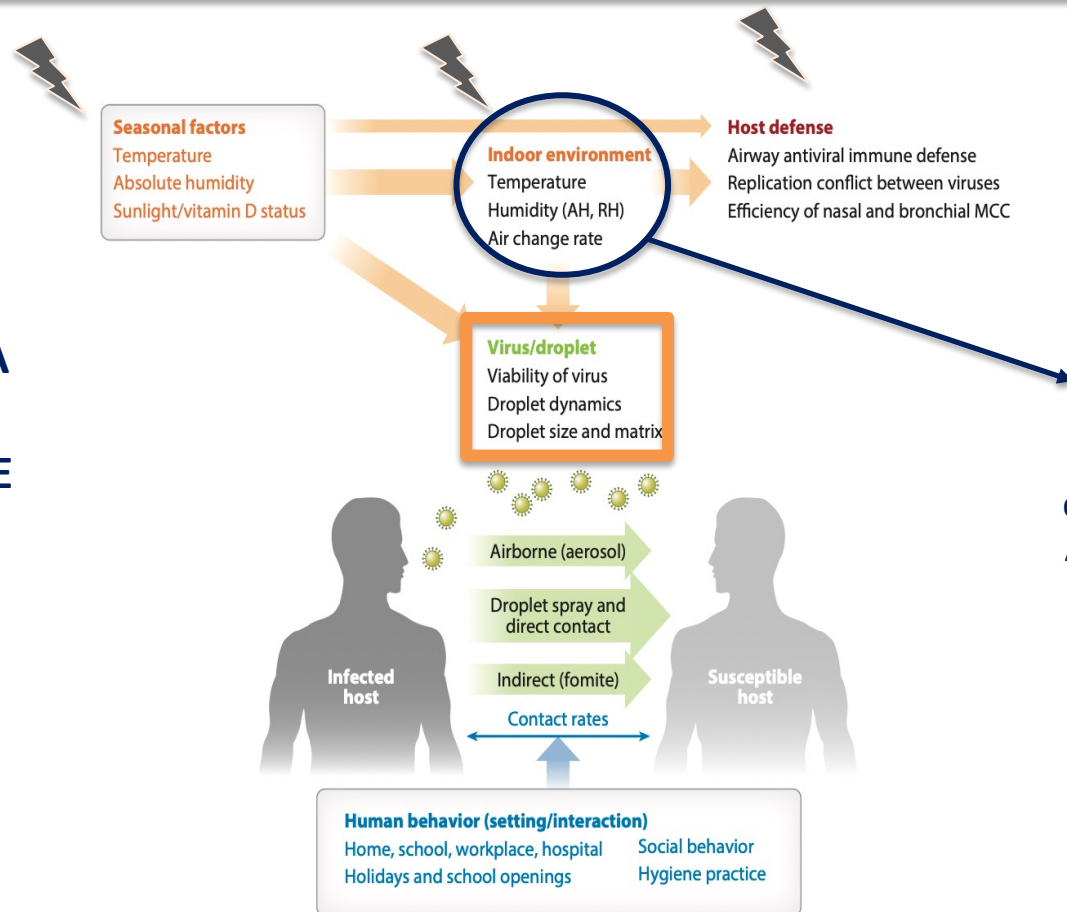 Seasonal factors
Temperature
Absolute humidity
Sunlight/vitamin D status
Indoor environment
Temperature
Humidity (AH, RH)
Air change rate
Host defense
Airway antiviral immune defense
Replication conflict between viruses
Efficiency of nasal and bronchial MCC
Virus/droplet
Viability of virus
Droplet dynamics
Droplet size and matrix
A
E
Airborne (aerosol)
Droplet spray and
direct contact
Indirect (fomite)
Infected
host
Susceptible
host
Contact rates
Human behavior (setting/interaction)
Home, school, workplace, hospital
Holidays and school openings
Social behavior
Hygiene practice